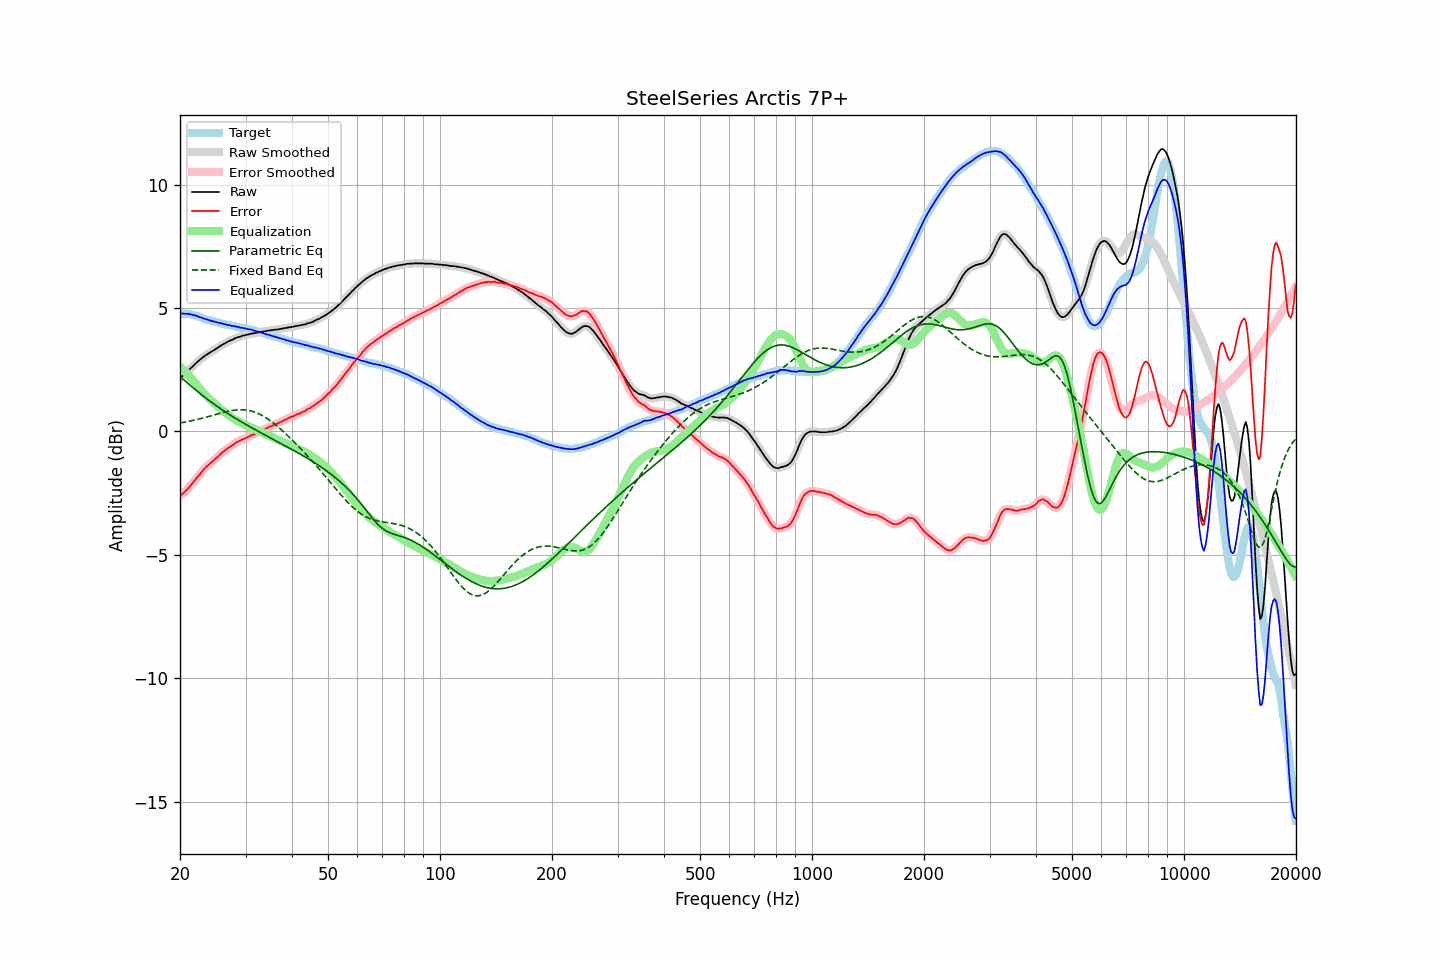 SteelSeries Arctis 7P+
Target
Raw Smoothed
Error Smoothed
Raw
Error
Equalization
Parametric Eq
Fixed Band Eq
Equalized
Amplitude (dBr)
10
5
0
−5
−10
−15
20
50
100
200
500
1000
2000
5000
10000
20000
Frequency (Hz)